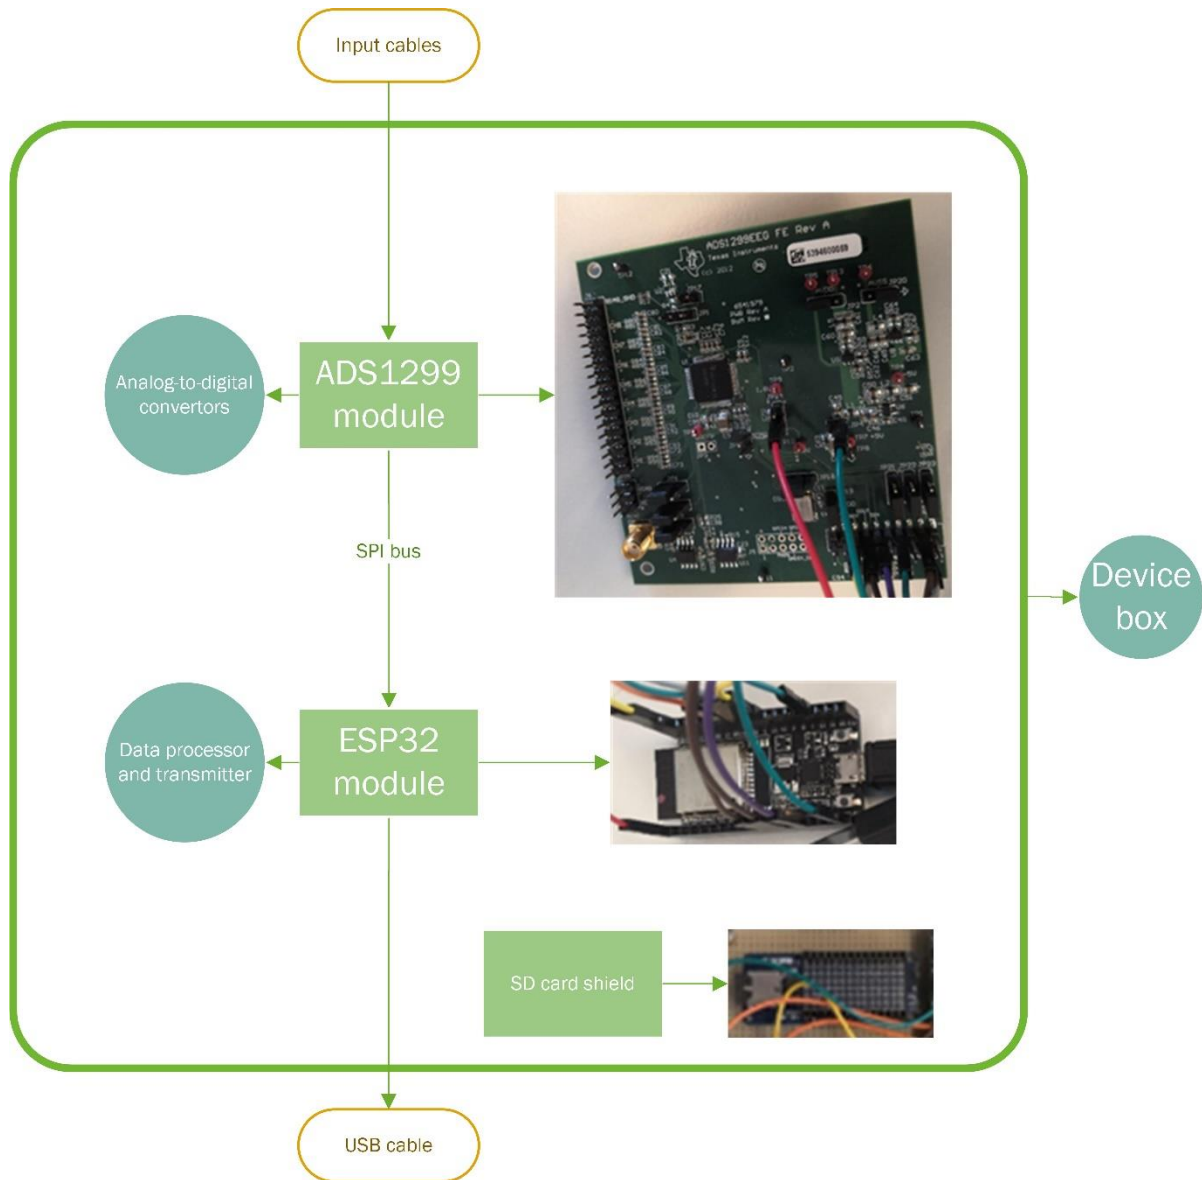 Input cables
ADS1299EEG FE Rev A
Texas Instruments
(c) 2012
Analog-to-digital
convertors
ADS1299
module
SPI bus
Device
box
Data processor
and transmitter
ESP32
module
SD card shield
USB cable